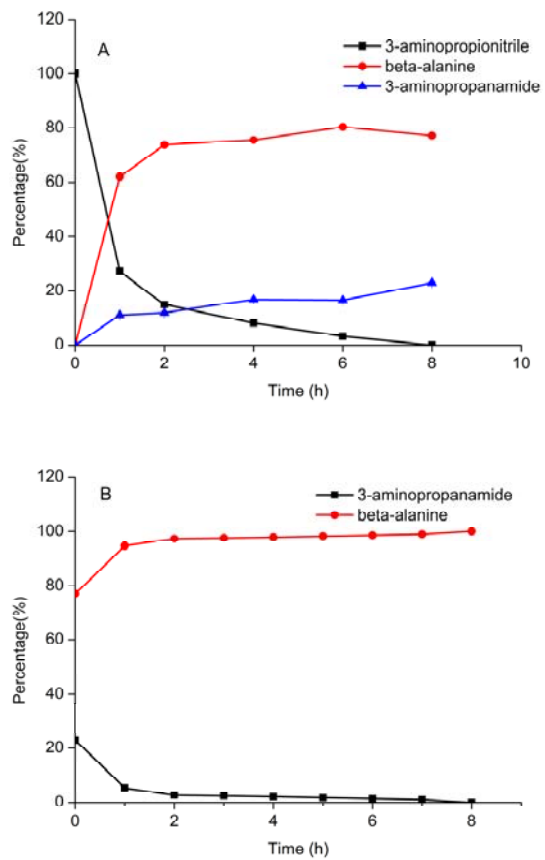 A
3-aminopropionitrile
beta-alanine
3-aminopropanamide
Percentage(%)
120
100
80
60
40
20
0
0 2 4 6 8 10
Time (h)
B
3-aminopropanamide
beta-alanine
Percentage(%)
120
100
80
60
40
20
0
0 2 4 6 8
Time (h)